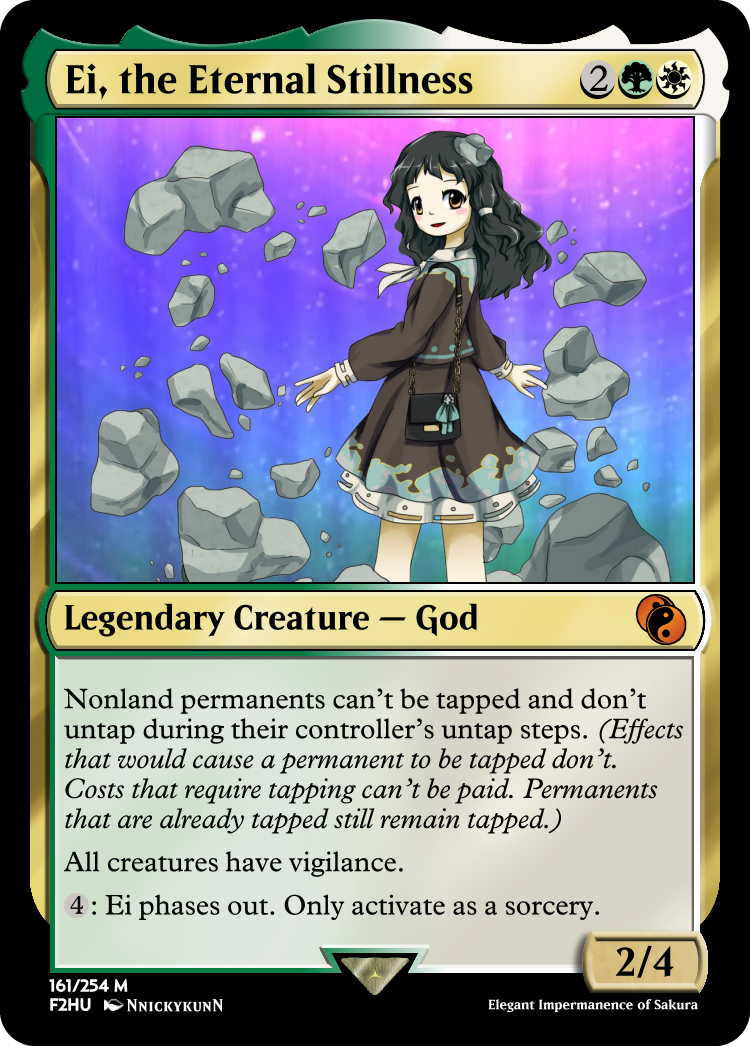 Ei, the Eternal Stillness 2
Legendary Creature — God
Nonland permanents can't be tapped and don't
untap during their controller's untap steps. (Effects
that would cause a permanent to be tapped don't.
Costs that require tapping can't be paid. Permanents
that are already tapped still remain tapped.)
All creatures have vigilance.
4: Ei phases out. Only activate as a sorcery.
2/4
161/254 M
F2HU NNICKYKUNN
Elegant Impermanence of Sakura